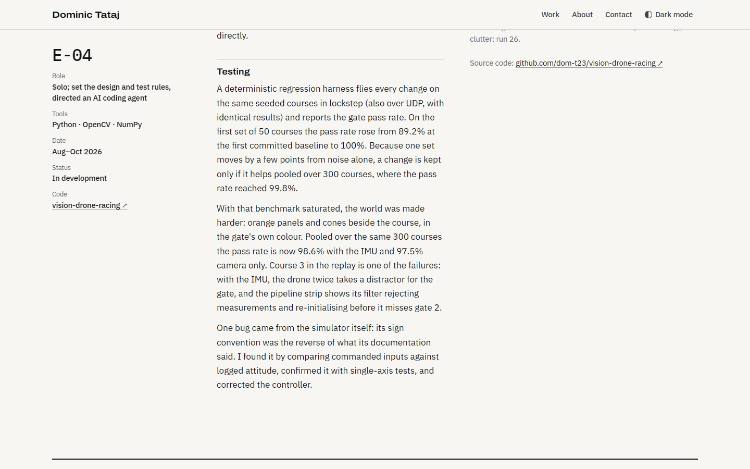 Dominic Tataj
Work
About
Contact
Dark mode
E-04
Role
Solo; set the design and test rules,
directed an AI coding agent
Tools
Python · OpenCV · NumPy
Date
Aug–Oct 2026
Status
In development
Code
vision-drone-racing ↗
directly.
Testing
A deterministic regression harness flies every change on
the same seeded courses in lockstep (also over UDP, with
identical results) and reports the gate pass rate. On the
first set of 50 courses the pass rate rose from 89.2% at
the first committed baseline to 100%. Because one set
moves by a few points from noise alone, a change is kept
only if it helps pooled over 300 courses, where the pass
rate reached 99.8%.
With that benchmark saturated, the world was made
harder: orange panels and cones beside the course, in
the gate's own colour. Pooled over the same 300 courses
the pass rate is now 98.6% with the IMU and 97.5%
camera only. Course 3 in the replay is one of the failures:
with the IMU, the drone twice takes a distractor for the
gate, and the pipeline strip shows its filter rejecting
measurements and re-initialising before it misses gate 2.
One bug came from the simulator itself: its sign
convention was the reverse of what its documentation
said. I found it by comparing commanded inputs against
logged attitude, confirmed it with single-axis tests, and
corrected the controller.
clutter: run 26.
Source code: github.com/dom-t23/vision-drone-racing ↗